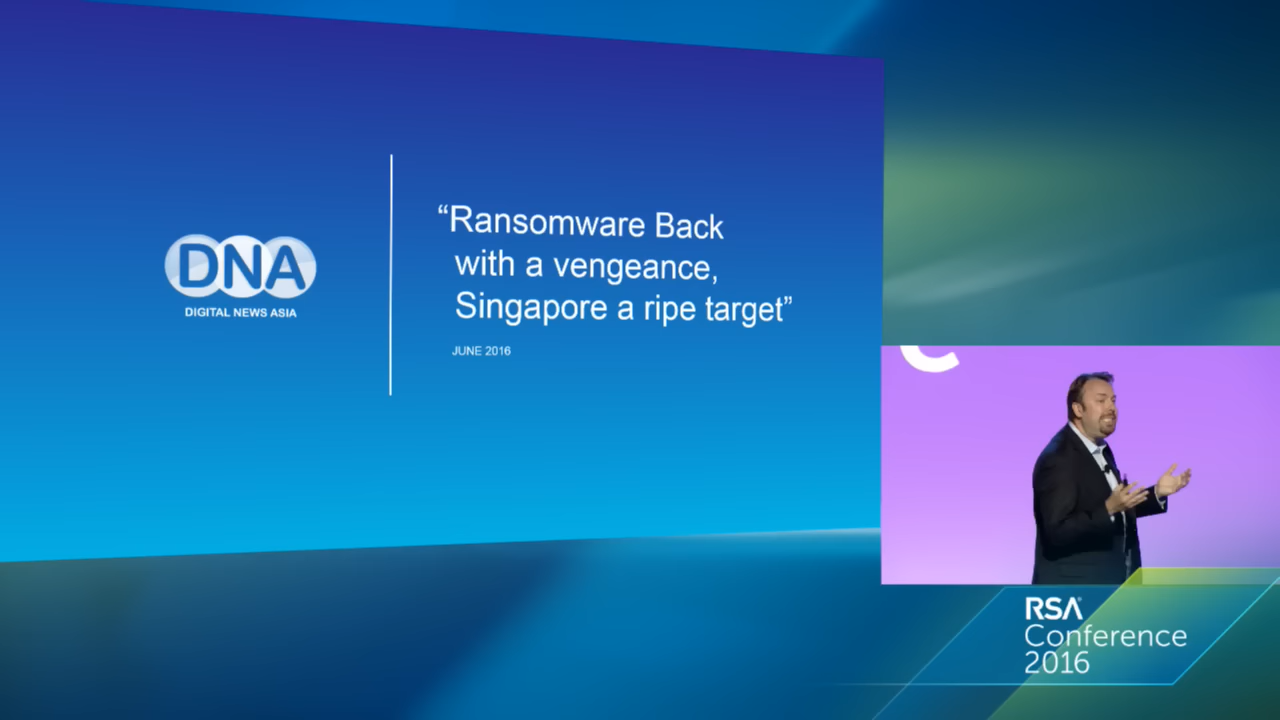 DNA
DIGITAL NEWS ASIA
“Ransomware Back
with a vengeance,
Singapore a ripe target”
JUNE 2016
RSA
Conference
2016